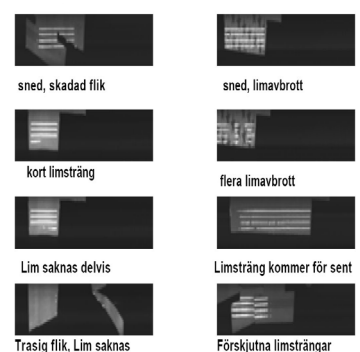 sned, skadad flik
sned, limavbrott
kort limsträng
flera limavbrott
Lim saknas delvis
Limsträng kommer för sent
Trasig flik, Lim saknas
Förskjutna limsträngar